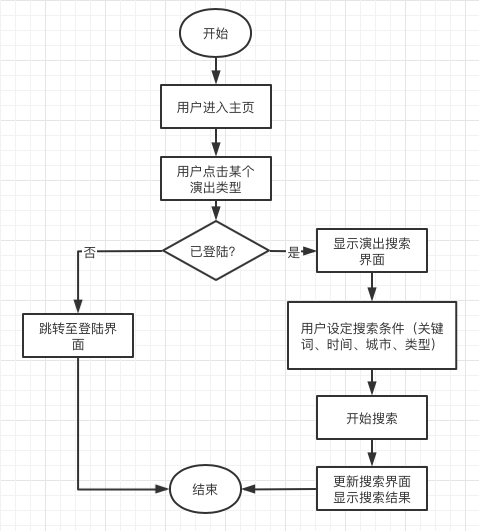 开始
用户进入主页
用户点击某个
演出类型
已登陆?
否
是
显示演出搜索
界面
跳转至登陆界
面
用户设定搜索条件（关键
词、时间、城市、类型）
开始搜索
更新搜索界面
显示搜索结果
结束